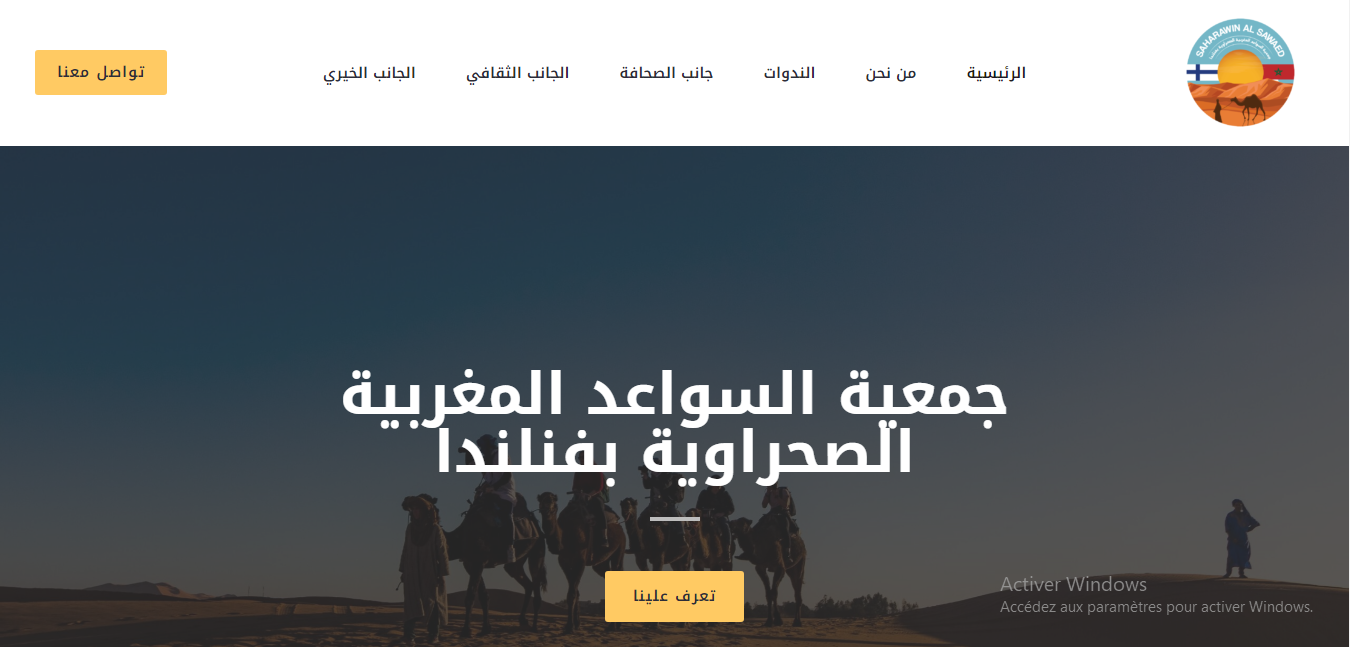 SAHARAWIN AL SAWAED
الرئيسية
من نحن
الندوات
جانب الصحافة
الجانب الثقافي
الجانب الخيري
تواصل معنا
جمعية السواعد المغربية
الصحراوية بفنلندا
تعرف علينا
Activer Windows
Accédez aux paramètres pour activer Windows.